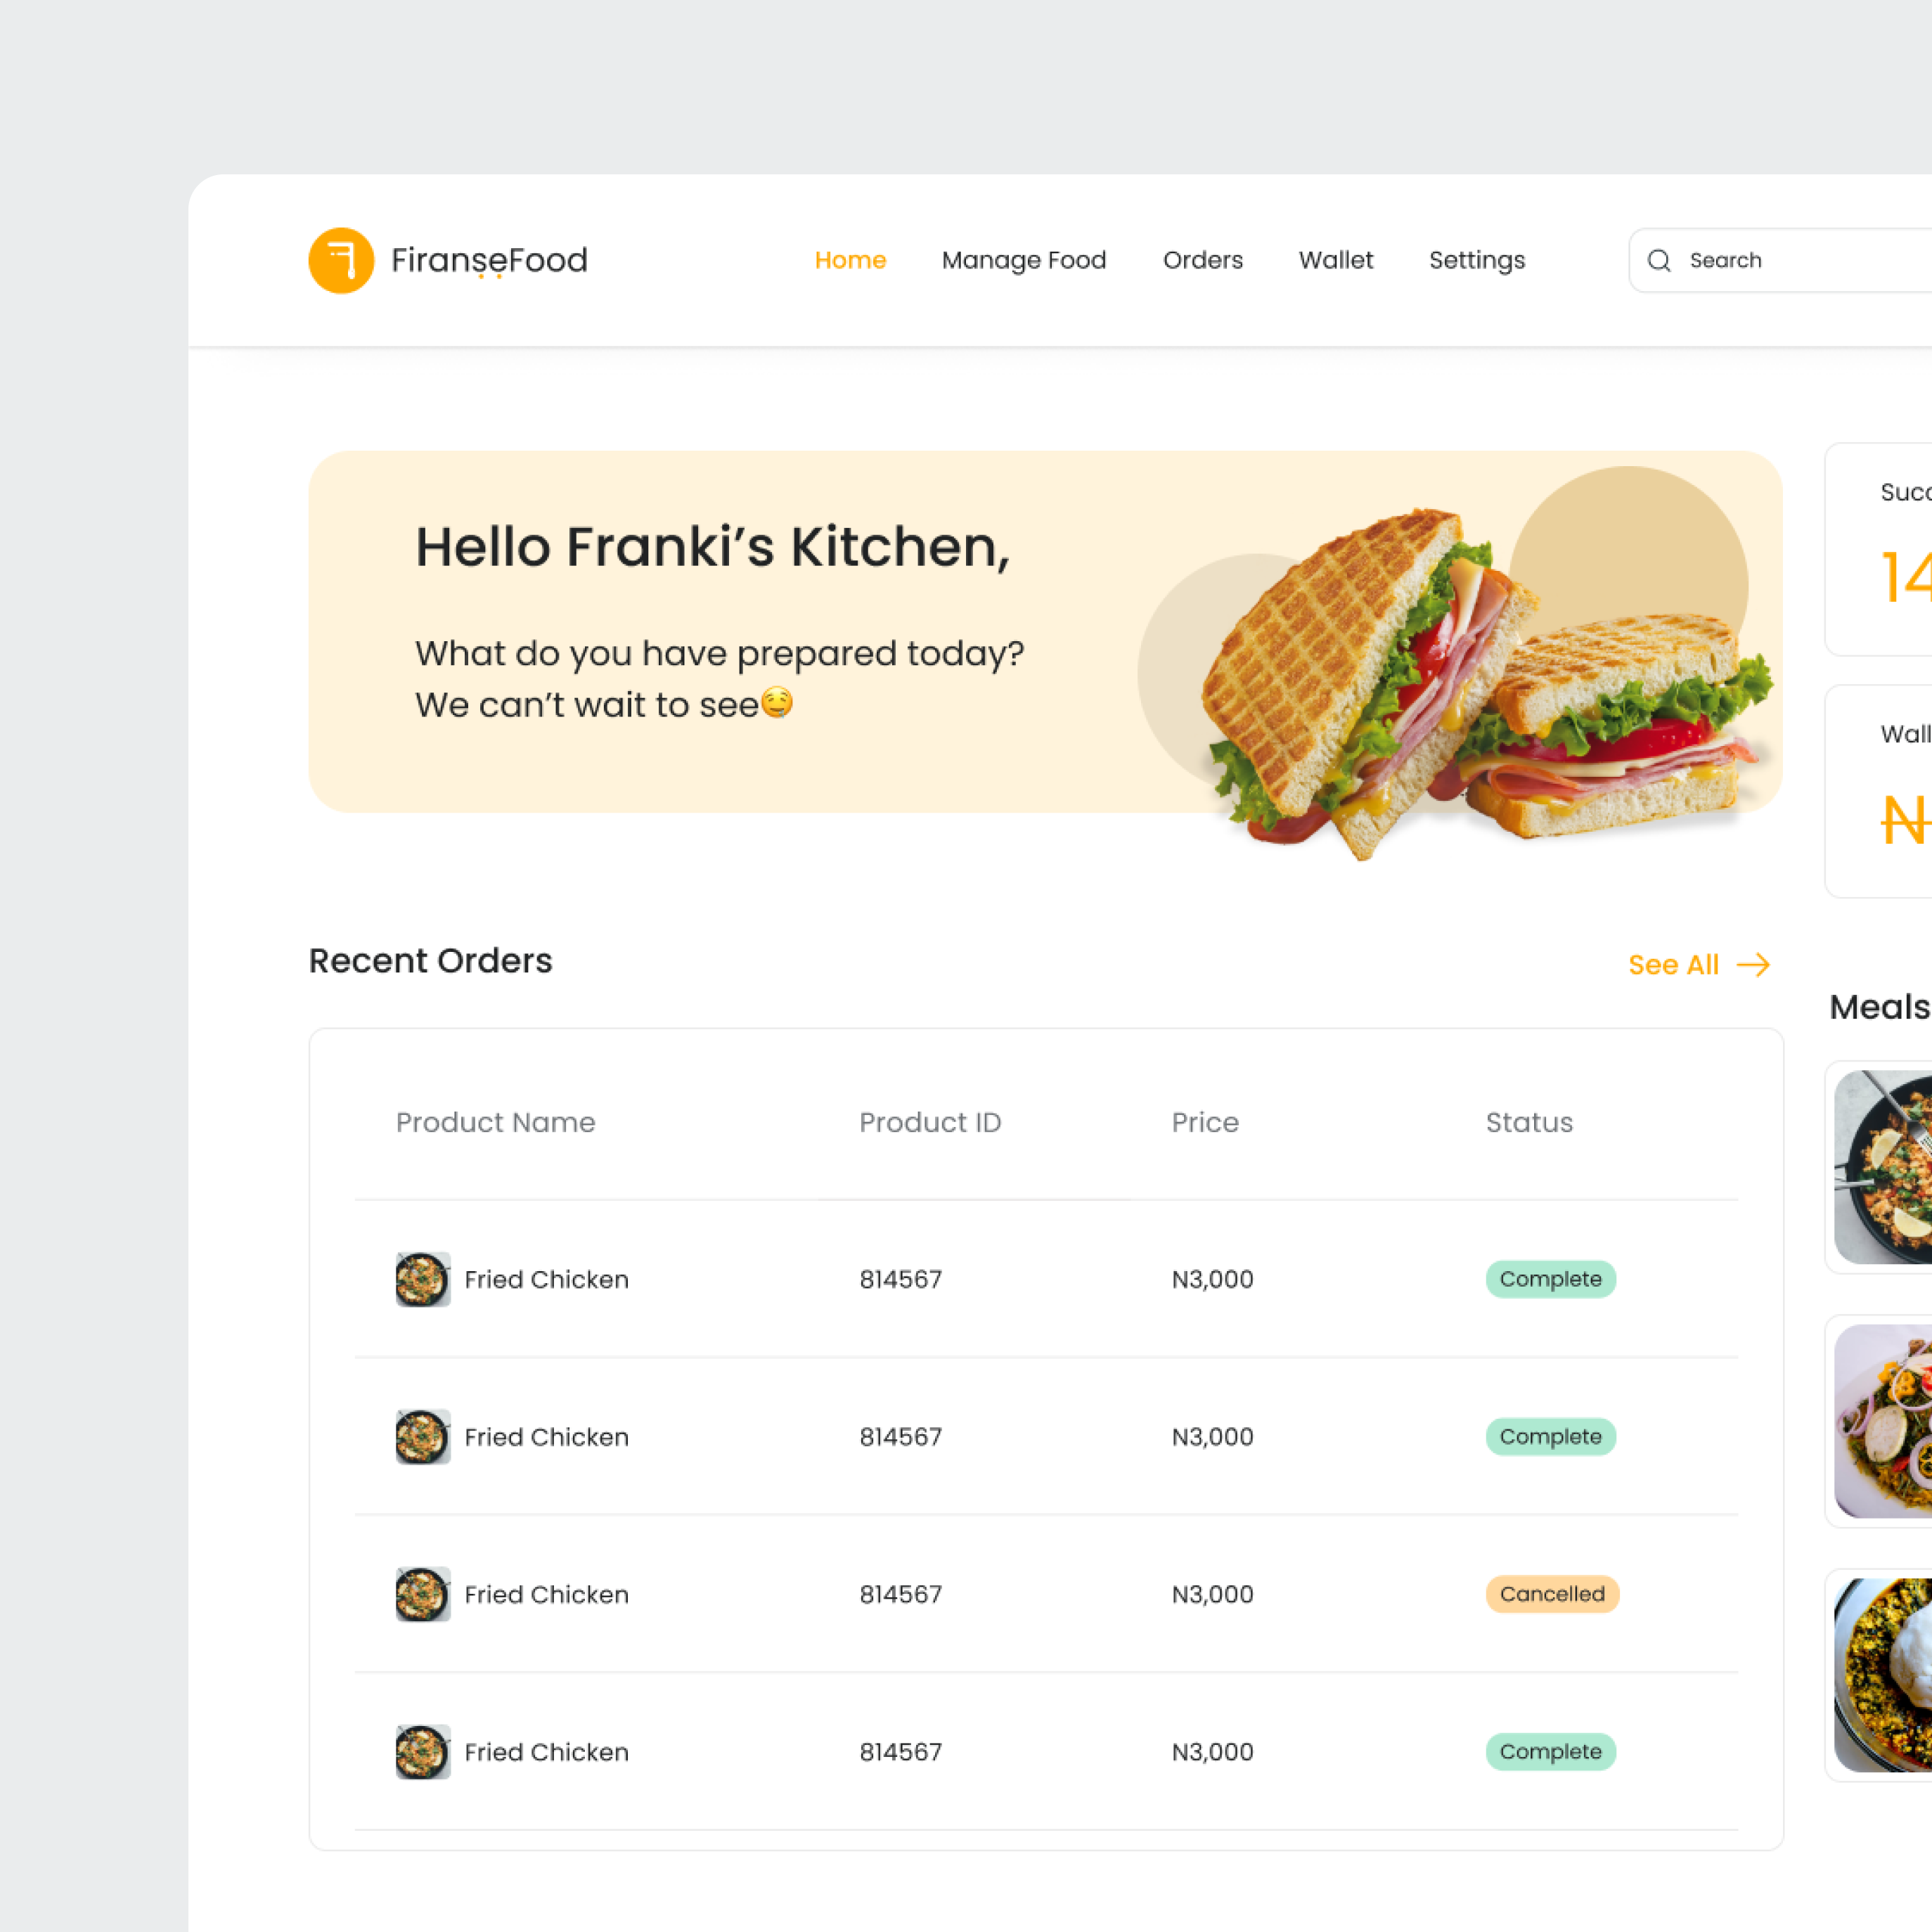 FiranseFood
Home
Manage Food
Orders
Wallet
Settings
Search
Hello Franki’s Kitchen,
What do you have prepared today?
We can’t wait to see🤤
Recent Orders
See All
Meals
Product Name
Product ID
Price
Status
Fried Chicken
814567
N3,000
Complete
Fried Chicken
814567
N3,000
Complete
Fried Chicken
814567
N3,000
Cancelled
Fried Chicken
814567
N3,000
Complete